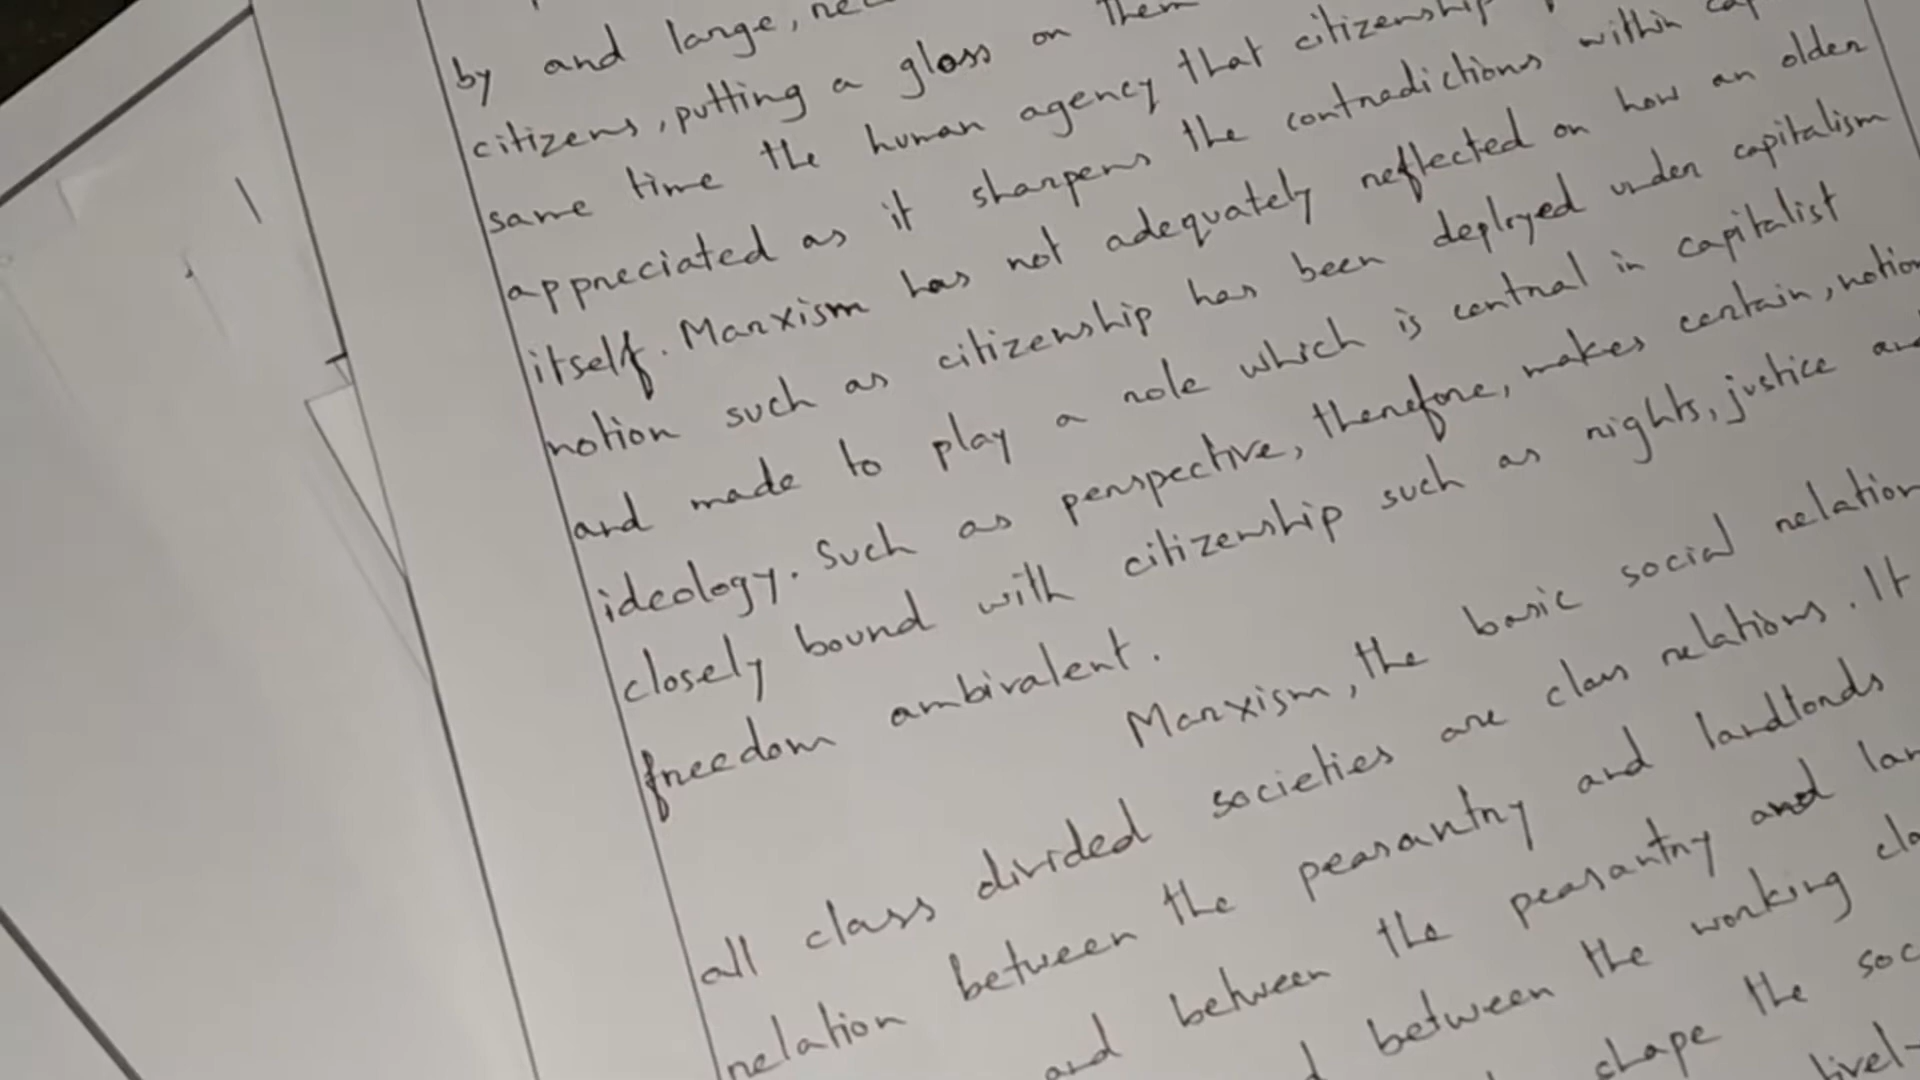 by and large,
citizens, putting a gloss on them
same time the human agency that citizenship
appreciated as it sharpens the contradictions within
itself. Marxism has not adequately reflected on how an older
notion such as citizenship has been deployed under capitalism
and made to play a role which is central in capitalist
ideology. Such as perspective, therefore, makes certain, notion
closely bound with citizenship such as rights, justice and
freedom ambivalent.
Marxism, the basic social relation
all class divided societies are class relations. It
relation between the peasantry and landlords
and between the peasantry and
between the working
shape the